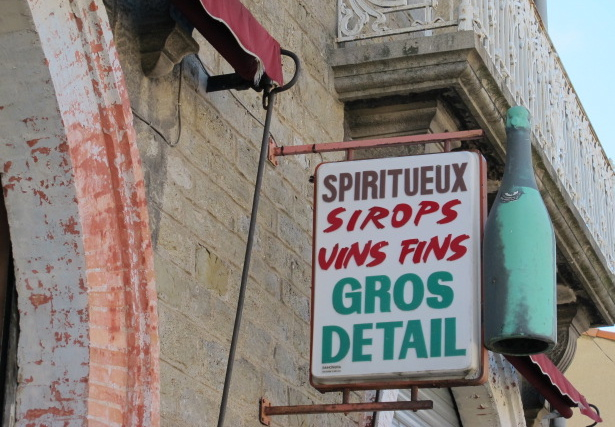 SPIRITUEUX
SIROPS
VINS FINS
GROS
DETAIL